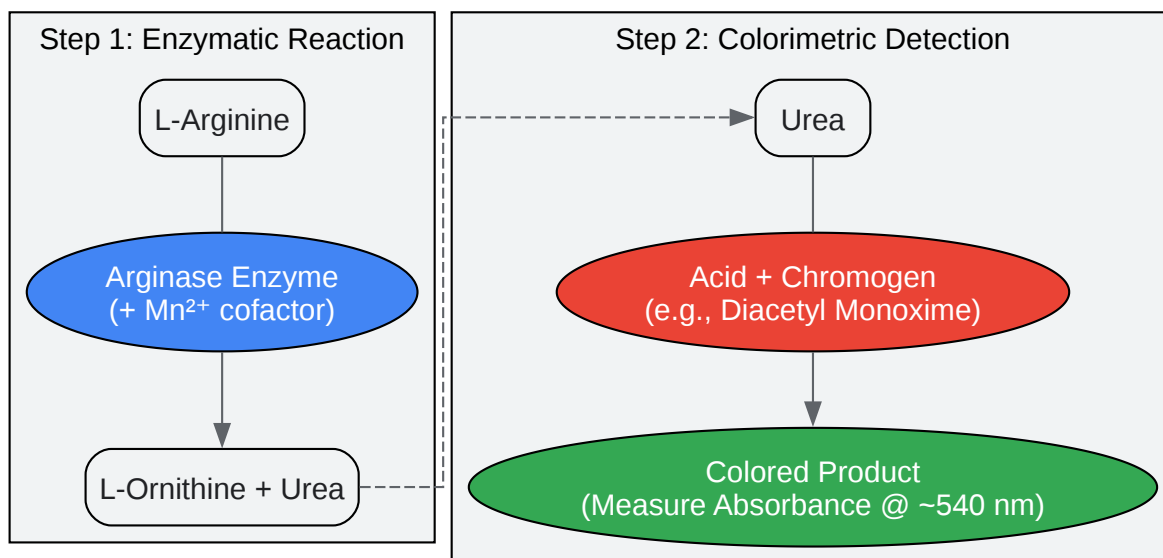 Step 1: Enzymatic Reaction
L-Arginine
Arginase Enzyme
(+ Mn²⁺ cofactor)
L-Ornithine + Urea
Step 2: Colorimetric Detection
Urea
Acid + Chromogen
(e.g., Diacetyl Monoxime)
Colored Product
(Measure Absorbance @ ~540 nm)